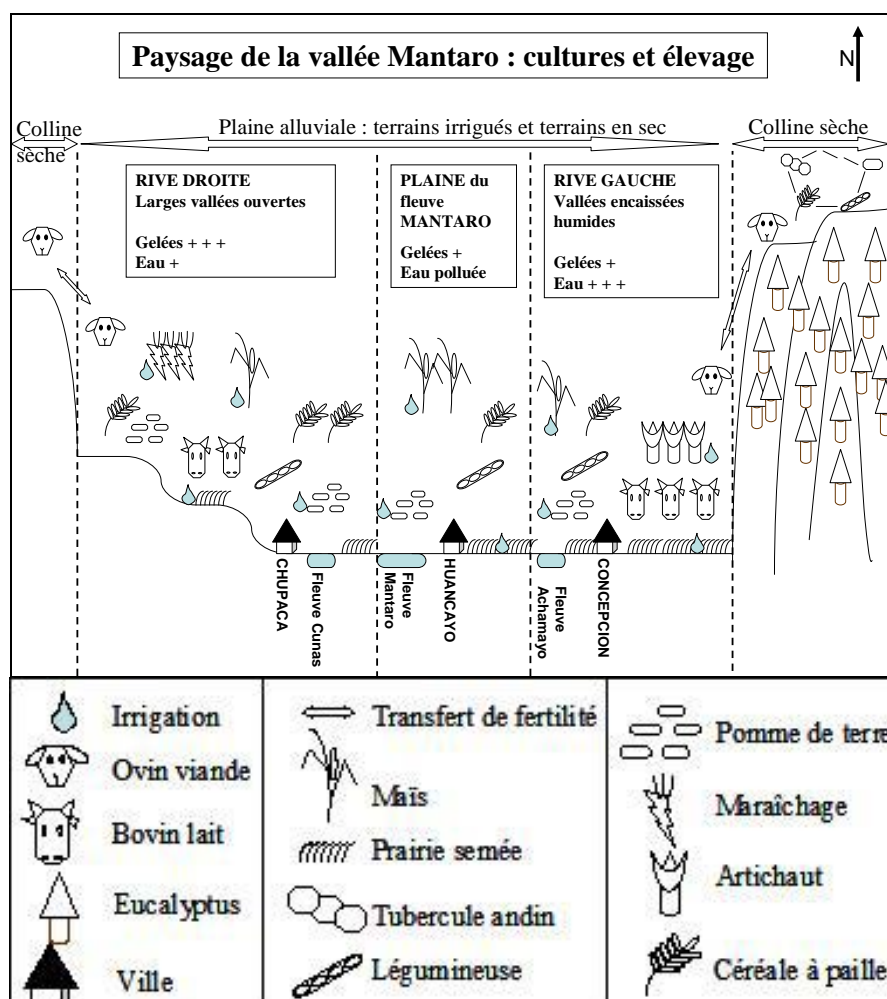 Paysage de la vallée Mantaro : cultures et élevage
N
Colline
sèche
Plaine alluviale : terrains irrigués et terrains en sec
Colline sèche
RIVE DROITE
Larges vallées ouvertes
Gelées + + +
Eau +
PLAINE du
fleuve
MANTARO
Gelées +
Eau polluée
RIVE GAUCHE
Vallées encaissées
humides
Gelées +
Eau + + +
CHUPACA
Fleuve Cunas
Fleuve
Mantaro
HUANCAYO
Fleuve
Achamayo
CONCEPCION
Irrigation
Ovin viande
Bovin lait
Eucalyptus
Ville
Transfert de fertilité
Maïs
Prairie semée
Tubercule andin
Légumineuse
Pomme de terre
Maraîchage
Artichaut
Céréale à paille